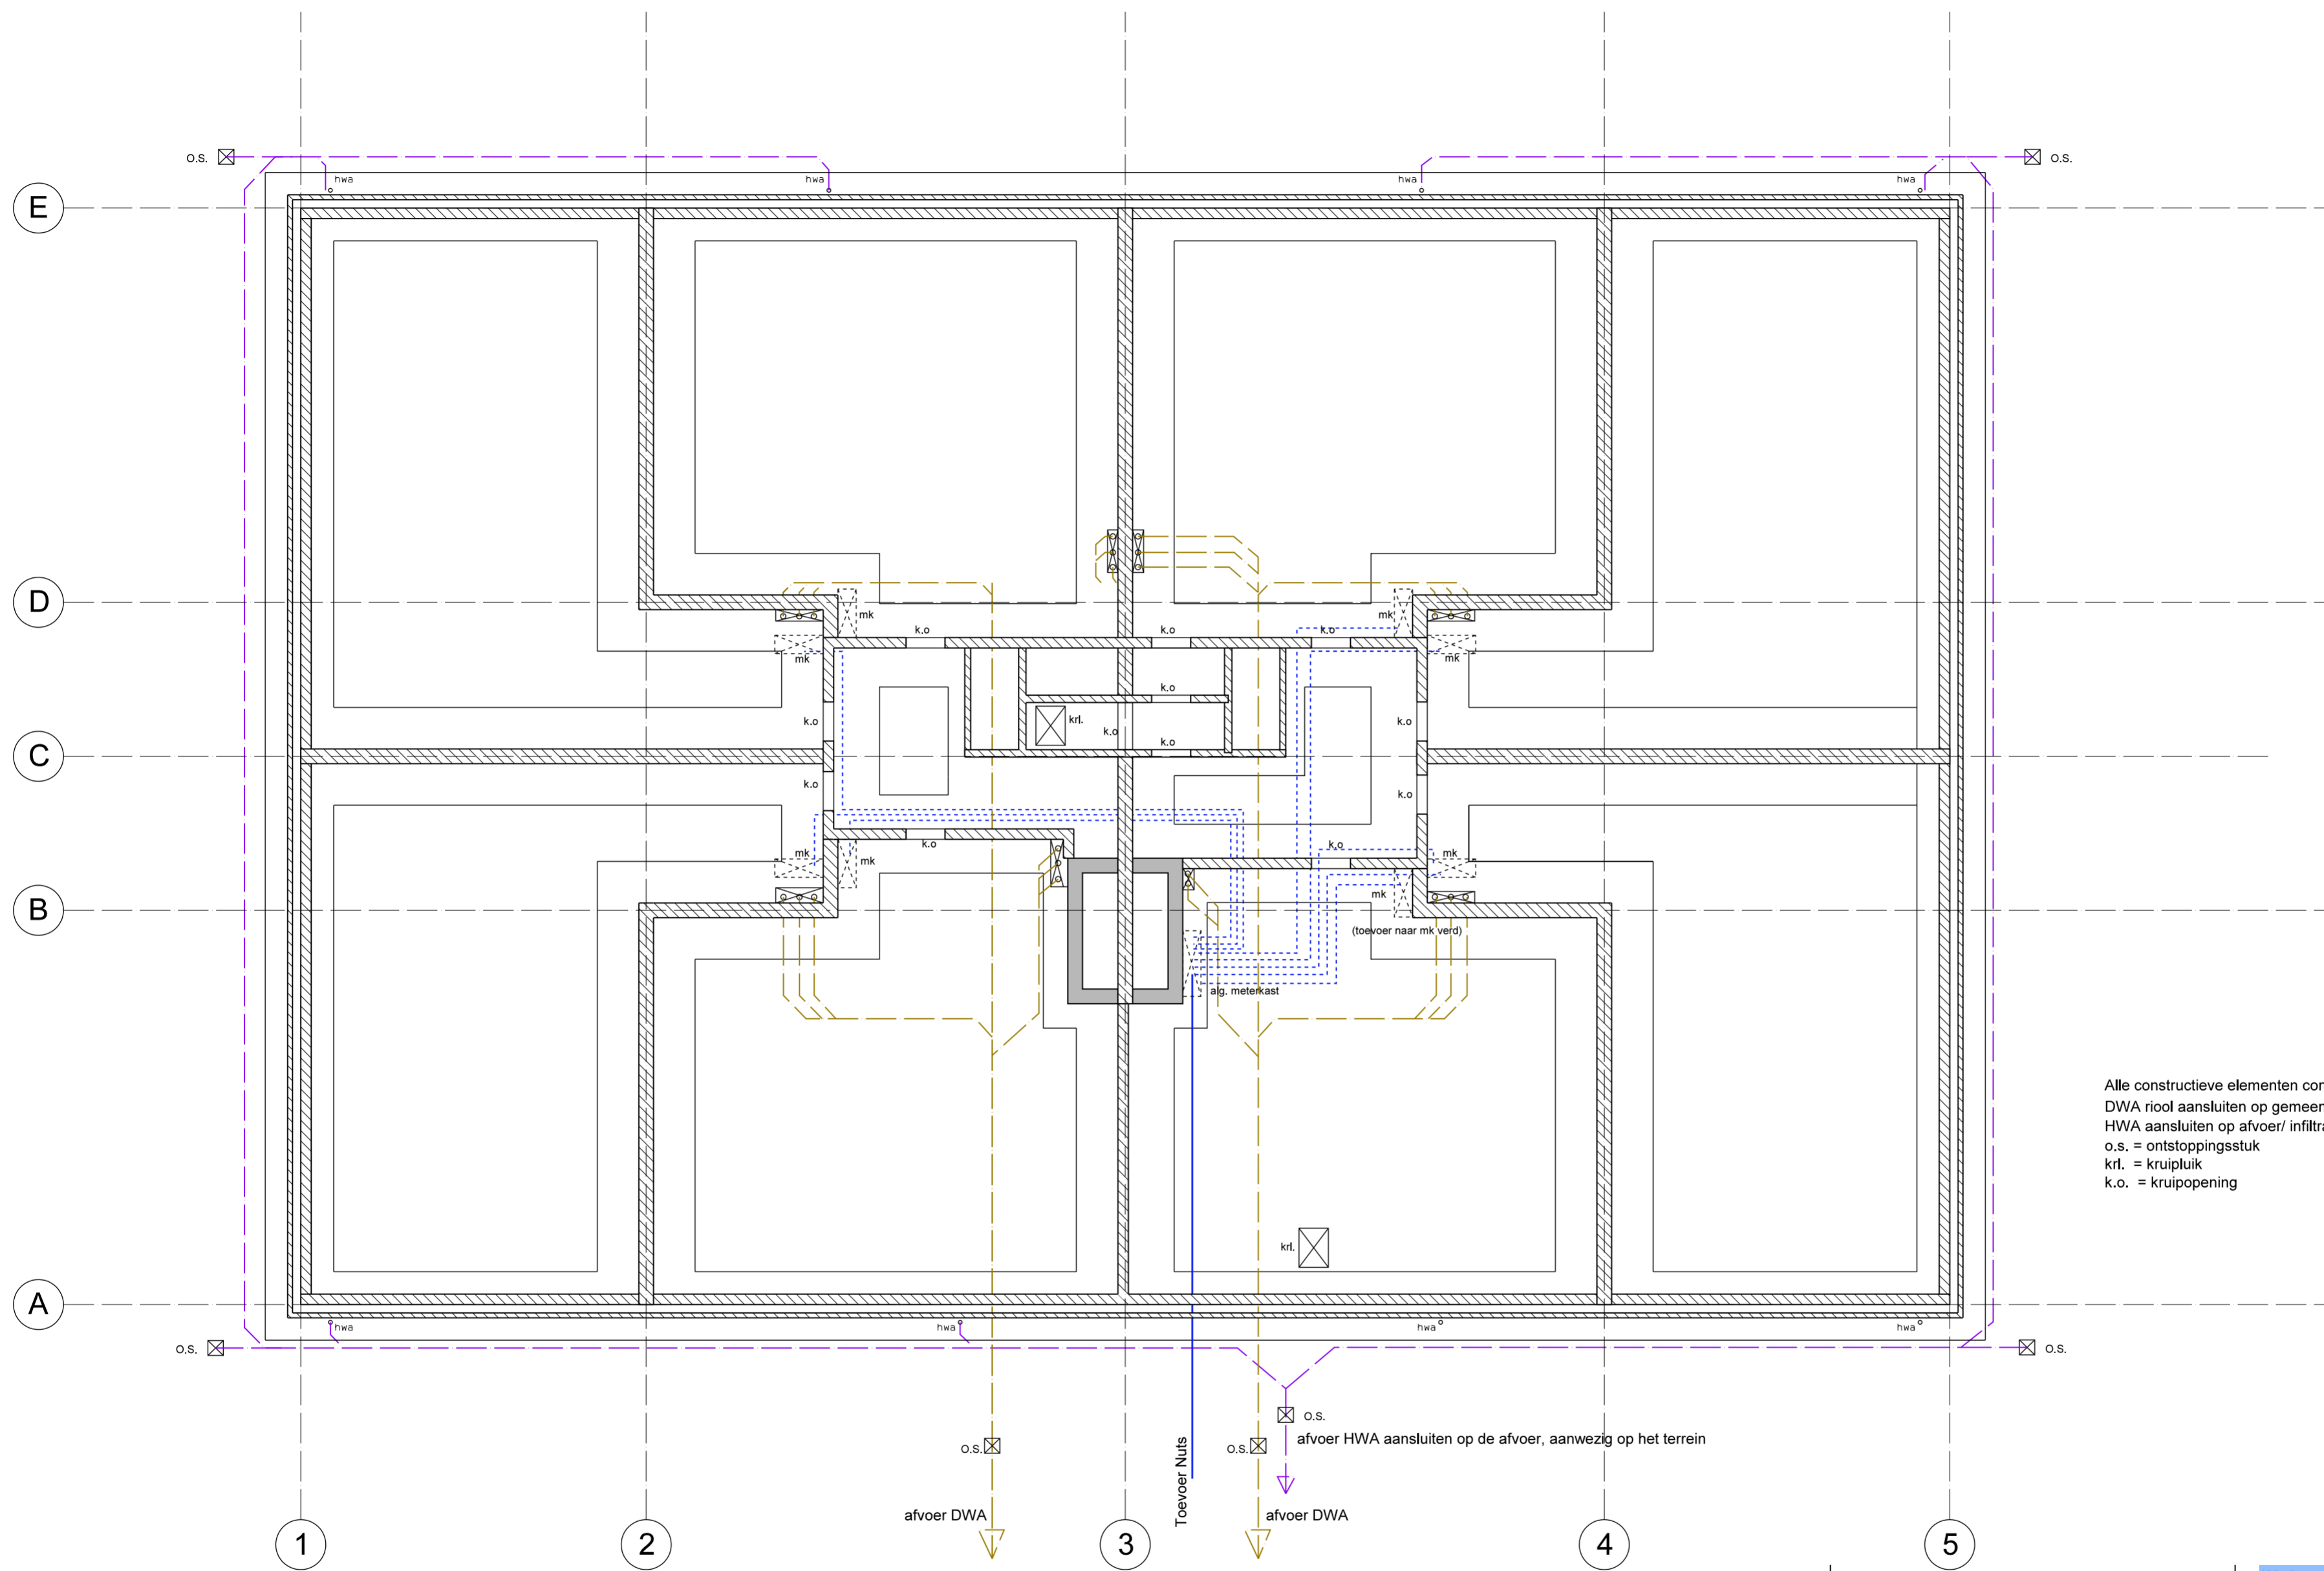 o.s.
o.s.
hwa
hwa
hwa
hwa
E
D
mk
mk
k.o
k.o
k.o
mk
mk
k.o
krl.
k.o
k.o
k.o
k.o
k.o
C
k.o
k.o
k.o
k.o
mk
mk
mk
mk
B
(toevoer naar mk verd)
alg. meterkast
Alle constructieve elementen
DWA riool aansluiten op
HWA aansluiten op afvoer/
o.s. = ontstoppingsstuk
krl. = kruipluik
k.o. = kruipopening
krl.
A
hwa
hwa
hwa
hwa
o.s.
o.s.
o.s.
afvoer HWA aansluiten op de afvoer, aanwezig op het terrein
o.s.
o.s.
Toevoer Nuts
afvoer DWA
afvoer DWA
1
2
3
4
5